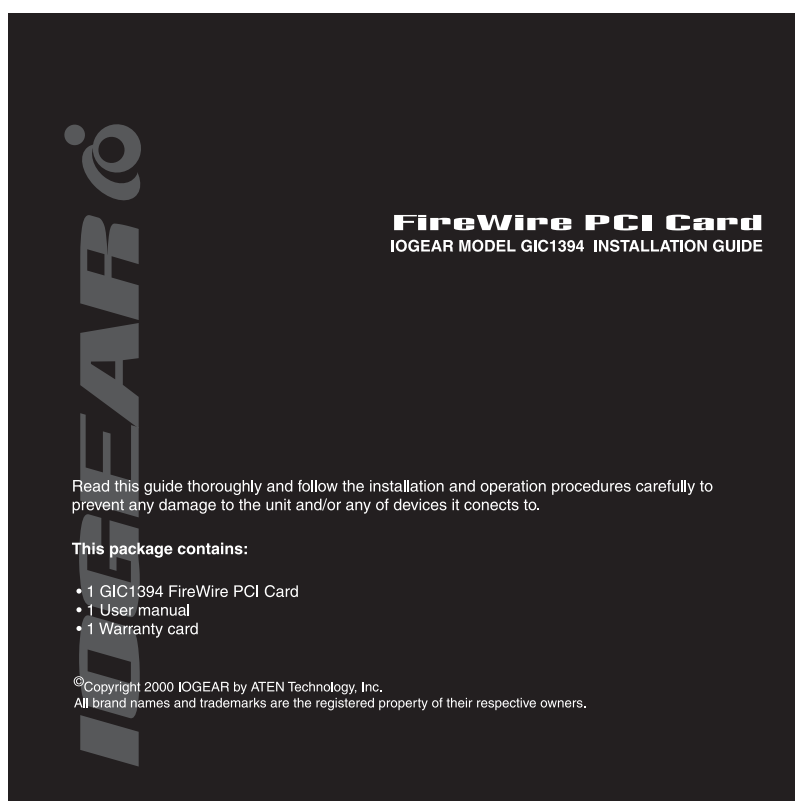 IOGEAR
FireWire PCI Card
IOGEAR MODEL GIC1394 INSTALLATION GUIDE
Read this guide thoroughly and follow the installation and operation procedures carefully to
prevent any damage to the unit and/or any of devices it conects to.
This package contains:
• 1 GIC1394 FireWire PCI Card
• 1 User manual
• 1 Warranty card
©Copyright 2000 IOGEAR by ATEN Technology, Inc.
All brand names and trademarks are the registered property of their respective owners.